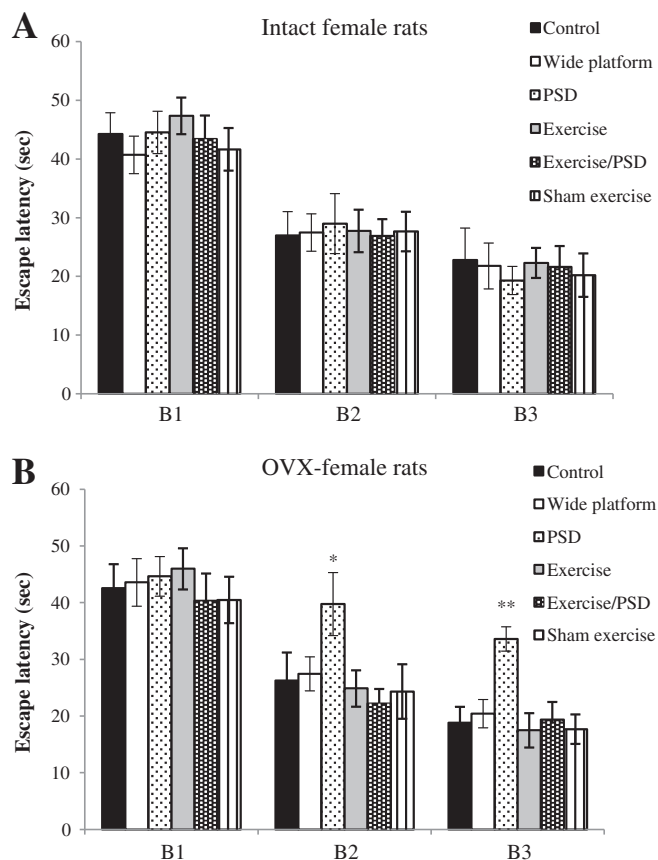 A
Intact female rats
Control
Wide platform
PSD
Exercise
Exercise/PSD
Sham exercise
Escape latency (sec)
60
50
40
30
20
10
0
B1
B2
B3
B
OVX-female rats
Control
Wide platform
PSD
Exercise
Exercise/PSD
Sham exercise
Escape latency (sec)
60
50
40
30
20
10
0
*
**
B1
B2
B3